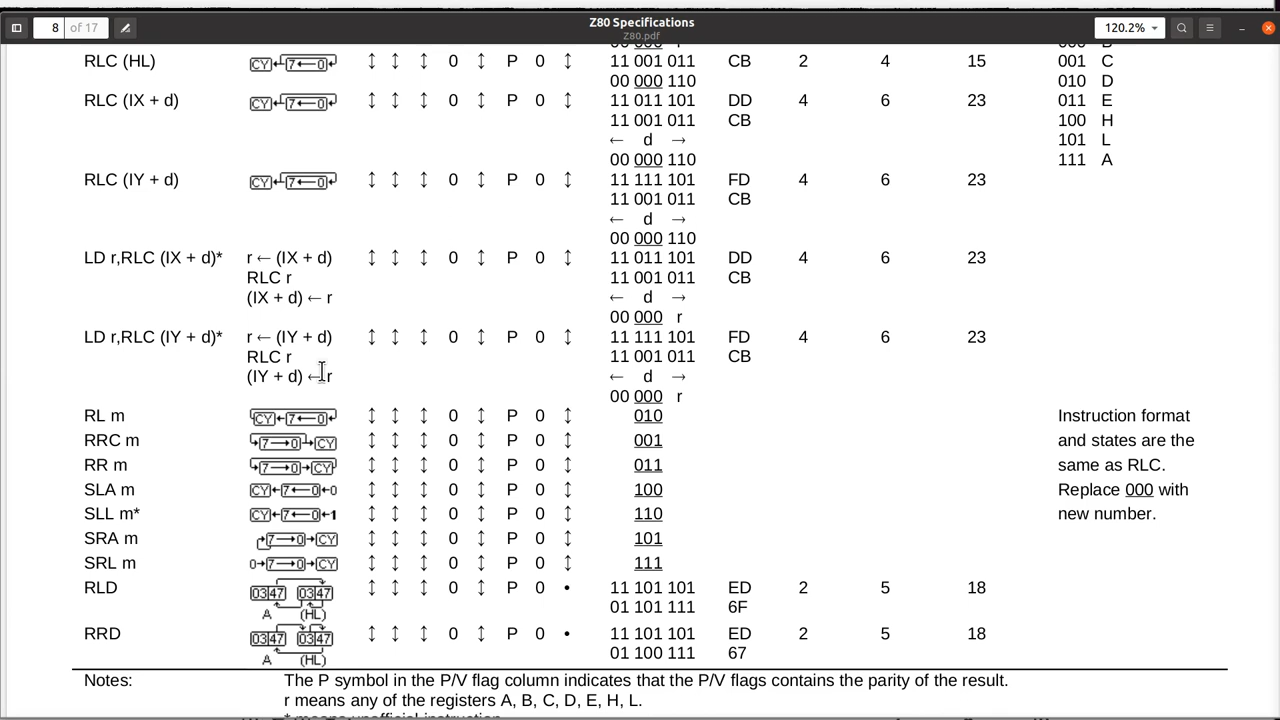 8 of 17
Z80 Specifications
Z80.pdf
120.2%
RLC (HL) CY 7 ← 0 ↕ ↕ ↕ 0 ↕ P 0 ↕ 11 001 011 CB 2 4 15 001 C
00 000 110 010 D
RLC (IX + d) CY 7 ← 0 ↕ ↕ ↕ 0 ↕ P 0 ↕ 11 011 101 DD 4 6 23 011 E
11 001 011 CB 100 H
← d → 101 L
00 000 110 111 A
RLC (IY + d) CY 7 ← 0 ↕ ↕ ↕ 0 ↕ P 0 ↕ 11 111 101 FD 4 6 23
11 001 011 CB
← d →
00 000 110
LD r,RLC (IX + d)* r ← (IX + d) ↕ ↕ ↕ 0 ↕ P 0 ↕ 11 011 101 DD 4 6 23
RLC r 11 001 011 CB
(IX + d) ← r ← d →
00 000 r
LD r,RLC (IY + d)* r ← (IY + d) ↕ ↕ ↕ 0 ↕ P 0 ↕ 11 111 101 FD 4 6 23
RLC r 11 001 011 CB
(IY + d) ← r ← d →
00 000 r
RL m CY ← 7 ← 0 ↕ ↕ ↕ 0 ↕ P 0 ↕ 010 Instruction format
RRC m 7 → 0 → CY ↕ ↕ ↕ 0 ↕ P 0 ↕ 001 and states are the
RR m 7 → 0 → CY ↕ ↕ ↕ 0 ↕ P 0 ↕ 011 same as RLC.
SLA m CY ← 7 ← 0 ← 0 ↕ ↕ ↕ 0 ↕ P 0 ↕ 100 Replace 000 with
SLL m* CY ← 7 ← 0 ← 1 ↕ ↕ ↕ 0 ↕ P 0 ↕ 110 new number.
SRA m 7 → 0 → CY ↕ ↕ ↕ 0 ↕ P 0 ↕ 101
SRL m 0 → 7 → 0 → CY ↕ ↕ ↕ 0 ↕ P 0 ↕ 111
RLD 03 47 03 47 ↕ ↕ ↕ 0 ↕ P 0 • 11 101 101 ED 2 5 18
A (HL) 01 101 111 6F
RRD 03 47 03 47 ↕ ↕ ↕ 0 ↕ P 0 • 11 101 101 ED 2 5 18
A (HL) 01 100 111 67
Notes: The P symbol in the P/V flag column indicates that the P/V flags contains the parity of the result.
r means any of the registers A, B, C, D, E, H, L.
* means unofficial instruction